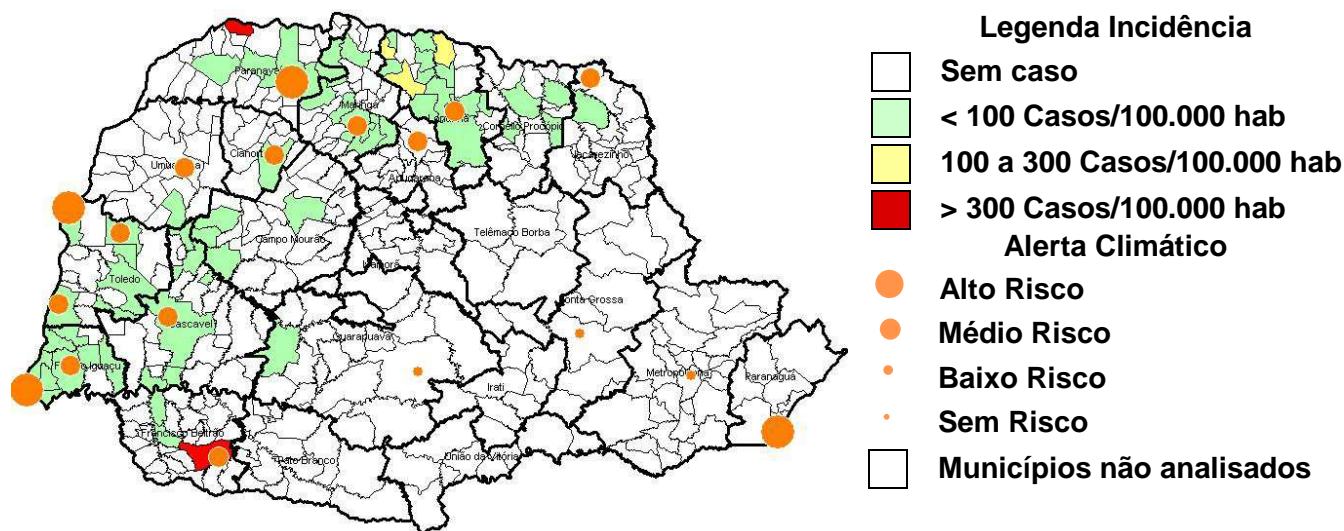 Legenda Incidência
Sem caso
< 100 Casos/100.000 hab
100 a 300 Casos/100.000 hab
> 300 Casos/100.000 hab
Alerta Climático
Alto Risco
Médio Risco
Baixo Risco
Sem Risco
Municípios não analisados
Maringá
Cornélio Procópio
Jacarezinho
Apucarana
Campo Mourão
Telêmaco Borba
Toledo
Cascavel
Ponta Grossa
Guarapuava
Irati
Metropolitana
Paranaguá
Francisco Beltrão
Pato Branco
União da Vitória